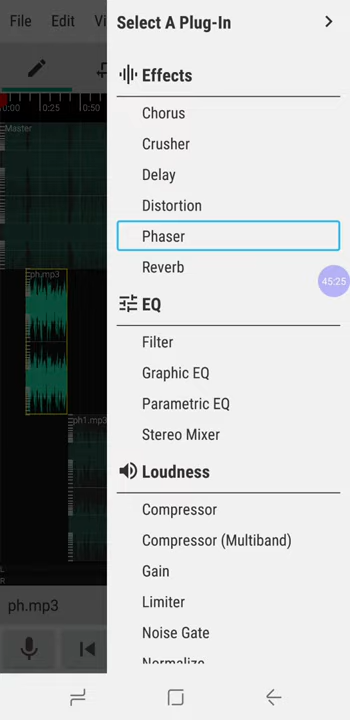 File Edit Vi
Select A Plug-In
0:00 0:25 0:50
Effects
Master
Chorus
Crusher
Delay
Distortion
Phaser
Reverb
ph.mp3
45:25
EQ
Filter
Graphic EQ
Parametric EQ
ph1.mp3
Stereo Mixer
Loudness
Compressor
Compressor (Multiband)
Gain
L
R
ph.mp3
Limiter
Noise Gate
Normalize